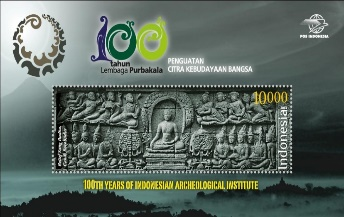 100
tahun
Lembaga Purbakala
PENGUATAN
CITRA KEBUDAYAAN BANGSA
POS INDONESIA
10000
Indonesia
100TH YEARS OF INDONESIAN ARCHEOLOGICAL INSTITUTE